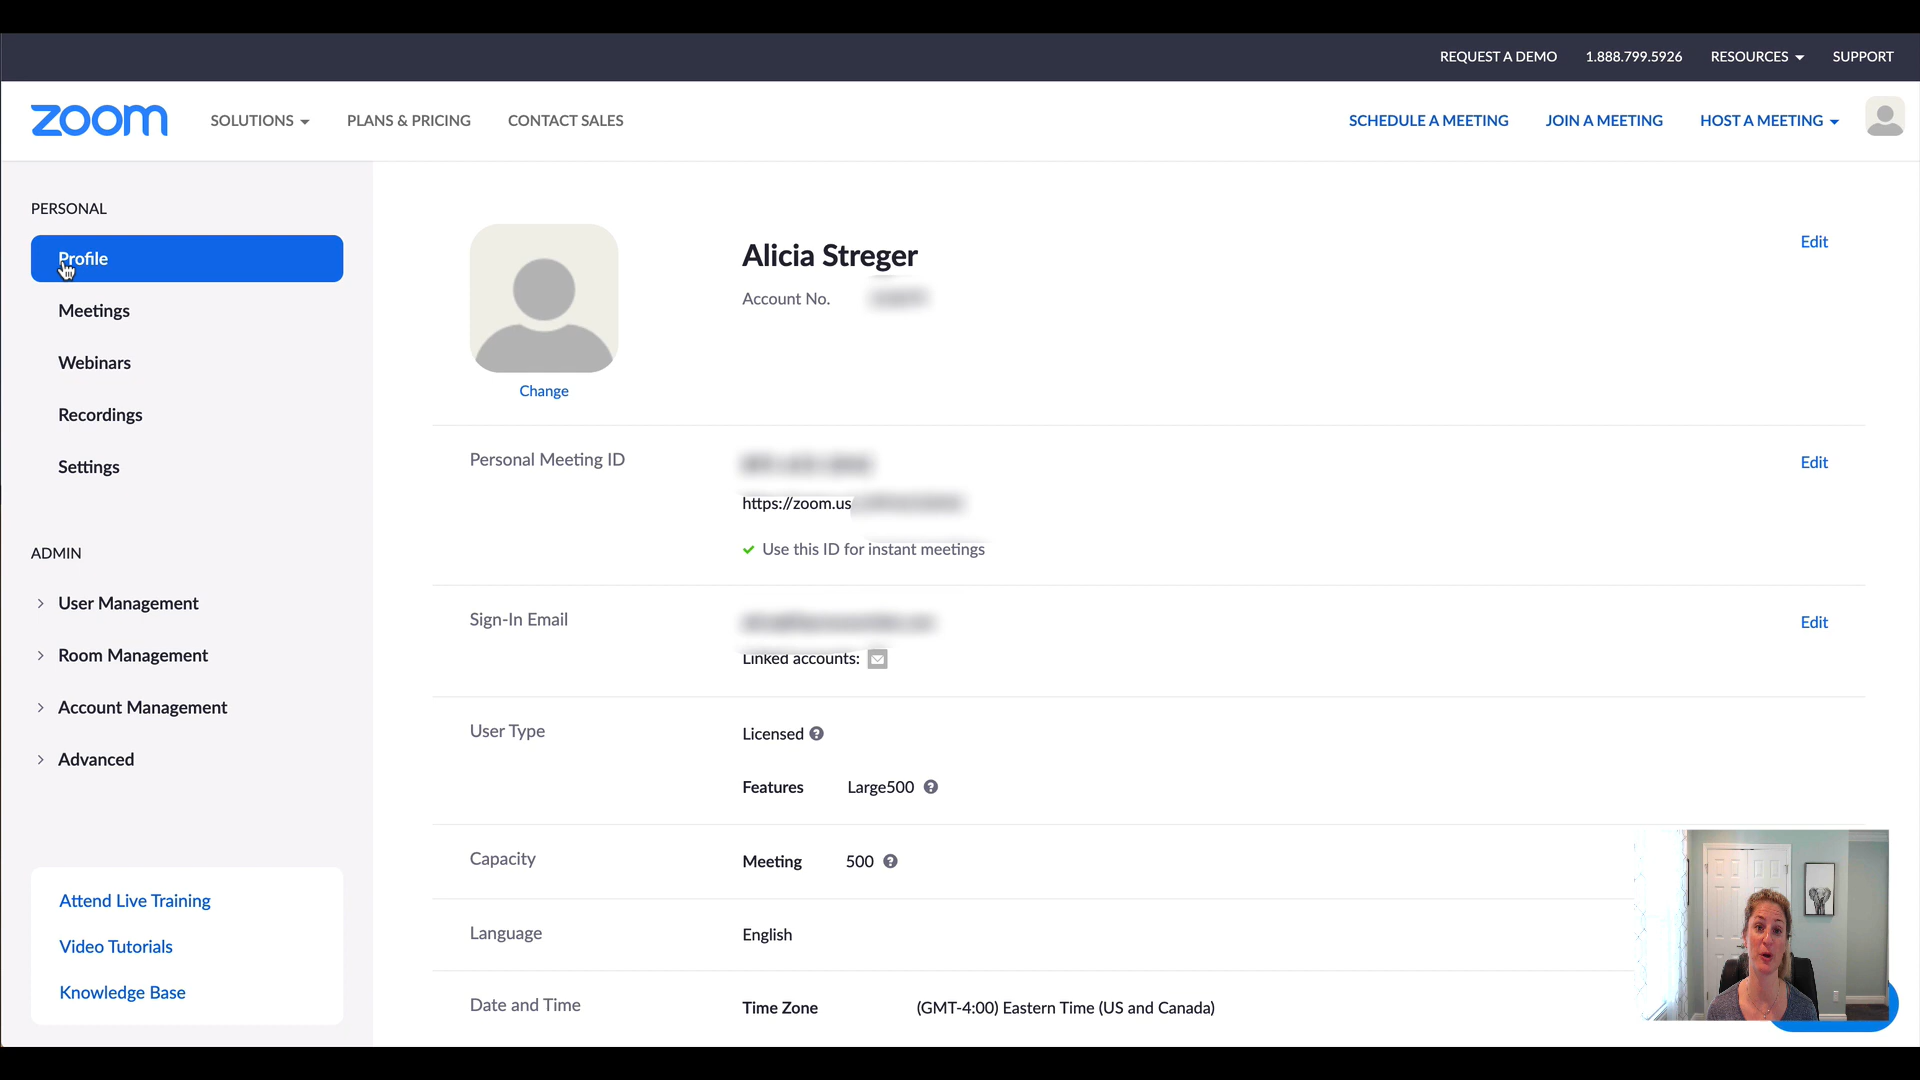 REQUEST A DEMO 1.888.799.5926 RESOURCES SUPPORT
zoom SOLUTIONS PLANS & PRICING CONTACT SALES SCHEDULE A MEETING JOIN A MEETING HOST A MEETING
PERSONAL
Profile
Meetings
Webinars
Recordings
Settings
ADMIN
User Management
Room Management
Account Management
Advanced
Attend Live Training
Video Tutorials
Knowledge Base
Alicia Streger Edit
Account No.
Change
Personal Meeting ID Edit
https://zoom.us
Use this ID for instant meetings
Sign-In Email Edit
Linked accounts:
User Type Licensed
Features Large500
Capacity Meeting 500
Language English
Date and Time Time Zone (GMT-4:00) Eastern Time (US and Canada)